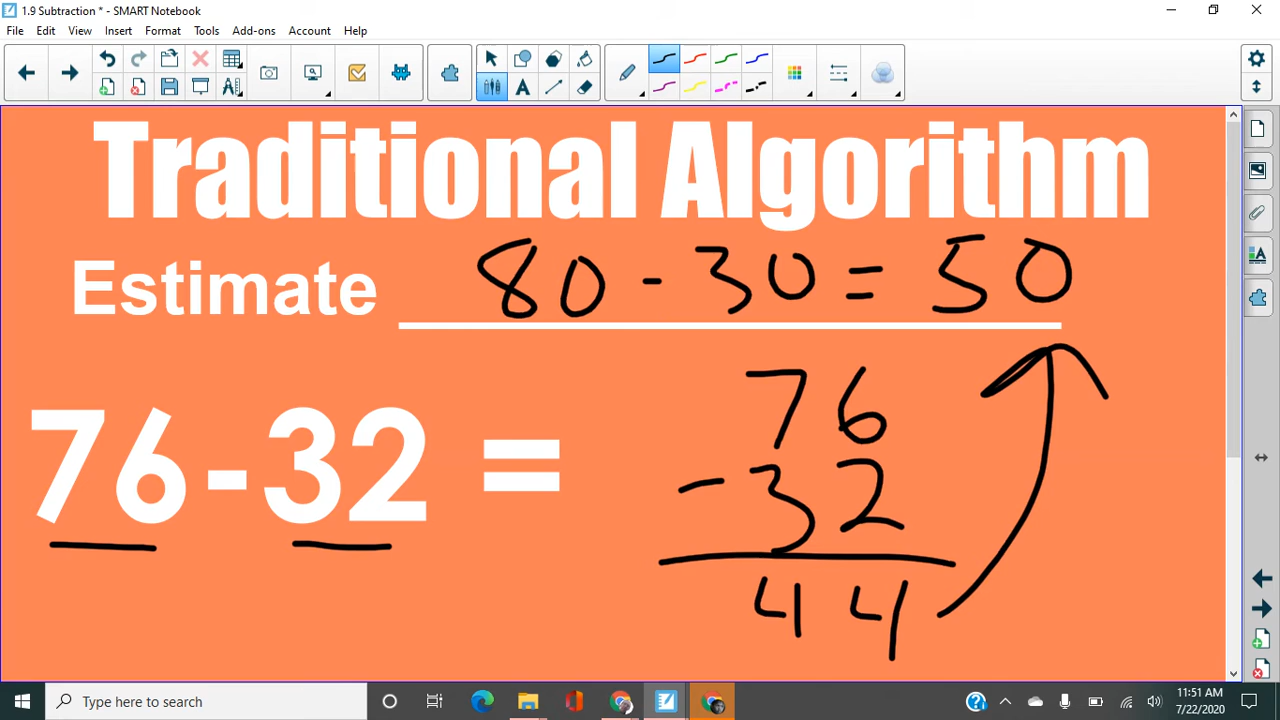 1.9 Subtraction * - SMART Notebook
File Edit View Insert Format Tools Add-ons Account Help
Traditional Algorithm
Estimate 80 - 30 = 50
76
76-32 =
- 32
44
Type here to search
11:51 AM
7/22/2020